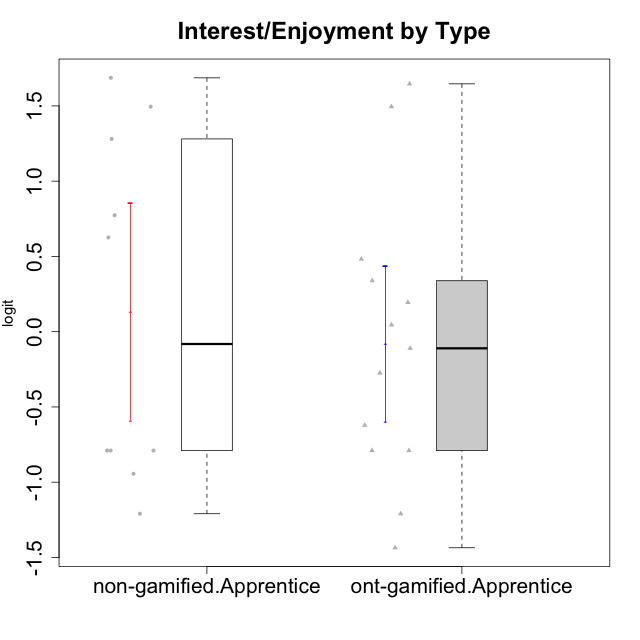 Interest/Enjoyment by Type
logit
1.5
1.0
0.5
0.0
-0.5
-1.0
-1.5
non-gamified.Apprentice
ont-gamified.Apprentice